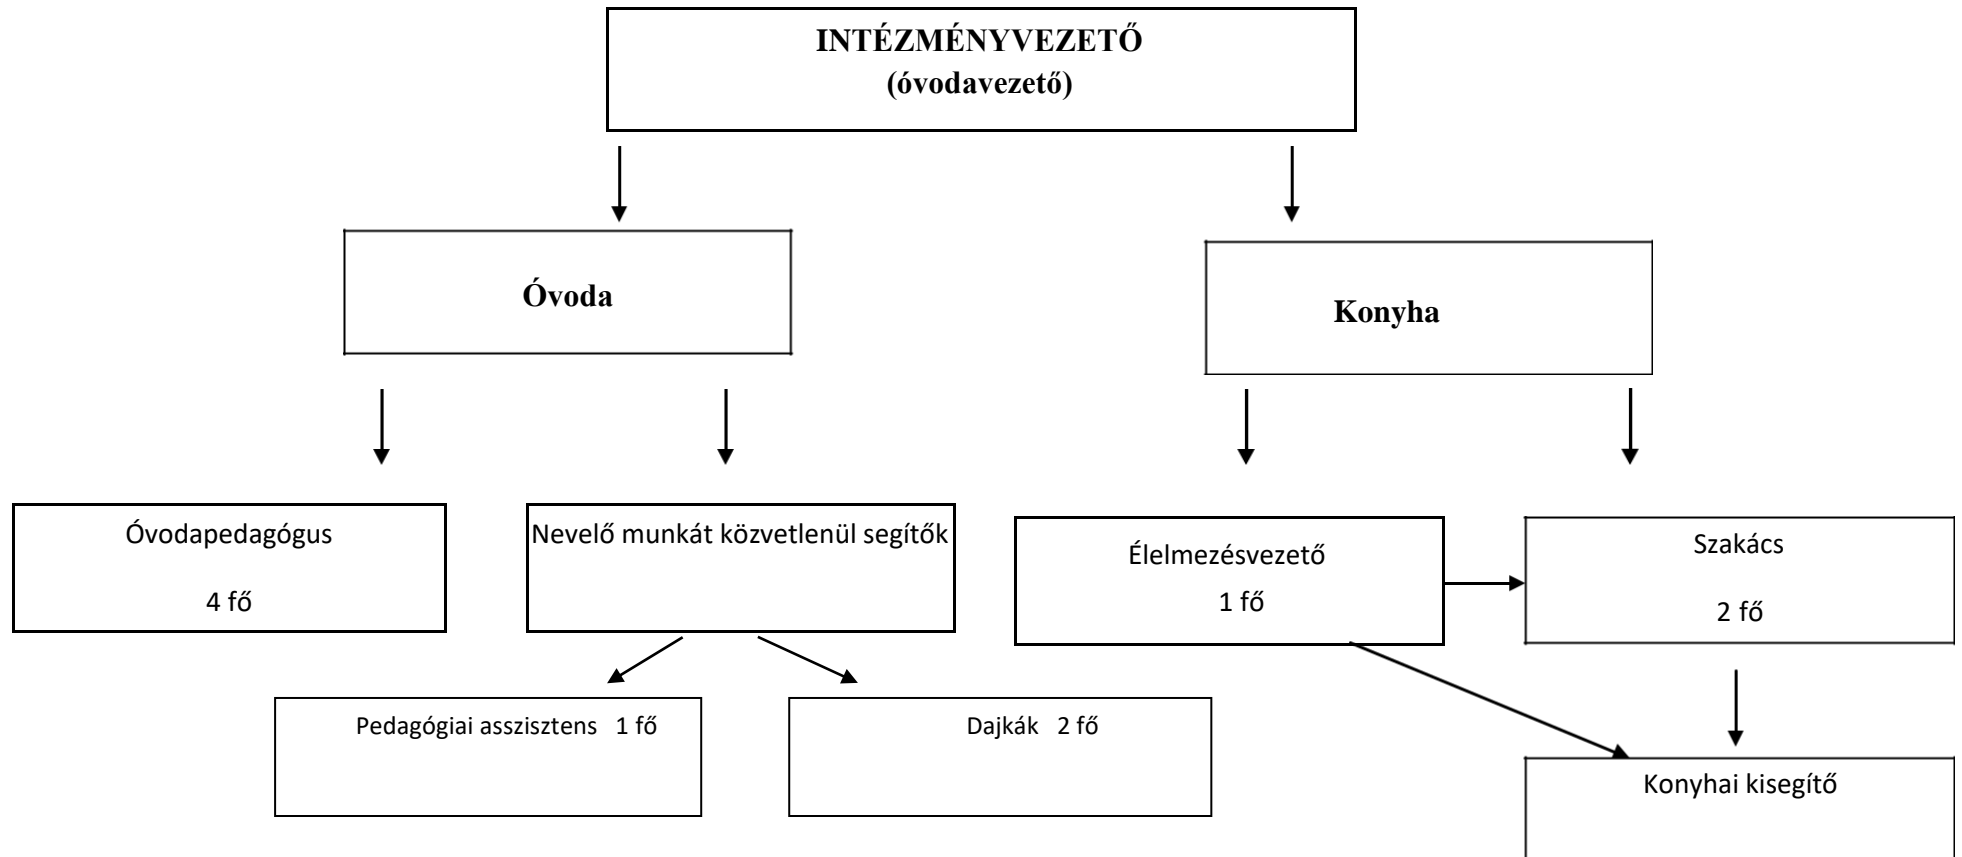 INTÉZMÉNYVEZETŐ
(óvodavezető)
Óvoda
Konyha
Óvodapedagógus
4 fő
Nevelő munkát közvetlenül segítők
Élelmezésvezető
1 fő
Szakács
2 fő
Pedagógiai asszisztens 1 fő
Dajkák 2 fő
Konyhai kisegítő